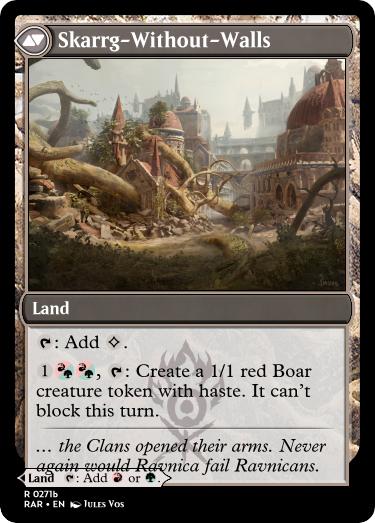 Skarrg-Without-Walls
Land
: Add .
1 , : Create a 1/1 red Boar
creature token with haste. It can't
block this turn.
... the Clans opened their arms. Never
again would Ravnica fail Ravnicans.
Land : Add or .
R 0271b
RAR • EN Jules Vos